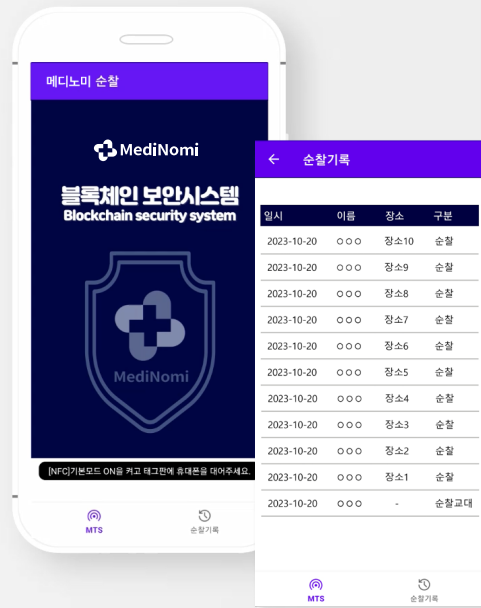 메디노미 순찰
MediNomi
블록체인 보안시스템
Blockchain security system
MediNomi
[NFC]기본모드 ON을 켜고 태그판에 휴대폰을 대어주세요.
MTS 순찰기록
← 순찰기록
일시 이름 장소 구분
2023-10-20 ○○○ 장소10 순찰
2023-10-20 ○○○ 장소9 순찰
2023-10-20 ○○○ 장소8 순찰
2023-10-20 ○○○ 장소7 순찰
2023-10-20 ○○○ 장소6 순찰
2023-10-20 ○○○ 장소5 순찰
2023-10-20 ○○○ 장소4 순찰
2023-10-20 ○○○ 장소3 순찰
2023-10-20 ○○○ 장소2 순찰
2023-10-20 ○○○ 장소1 순찰
2023-10-20 ○○○ - 순찰교대
MTS 순찰기록